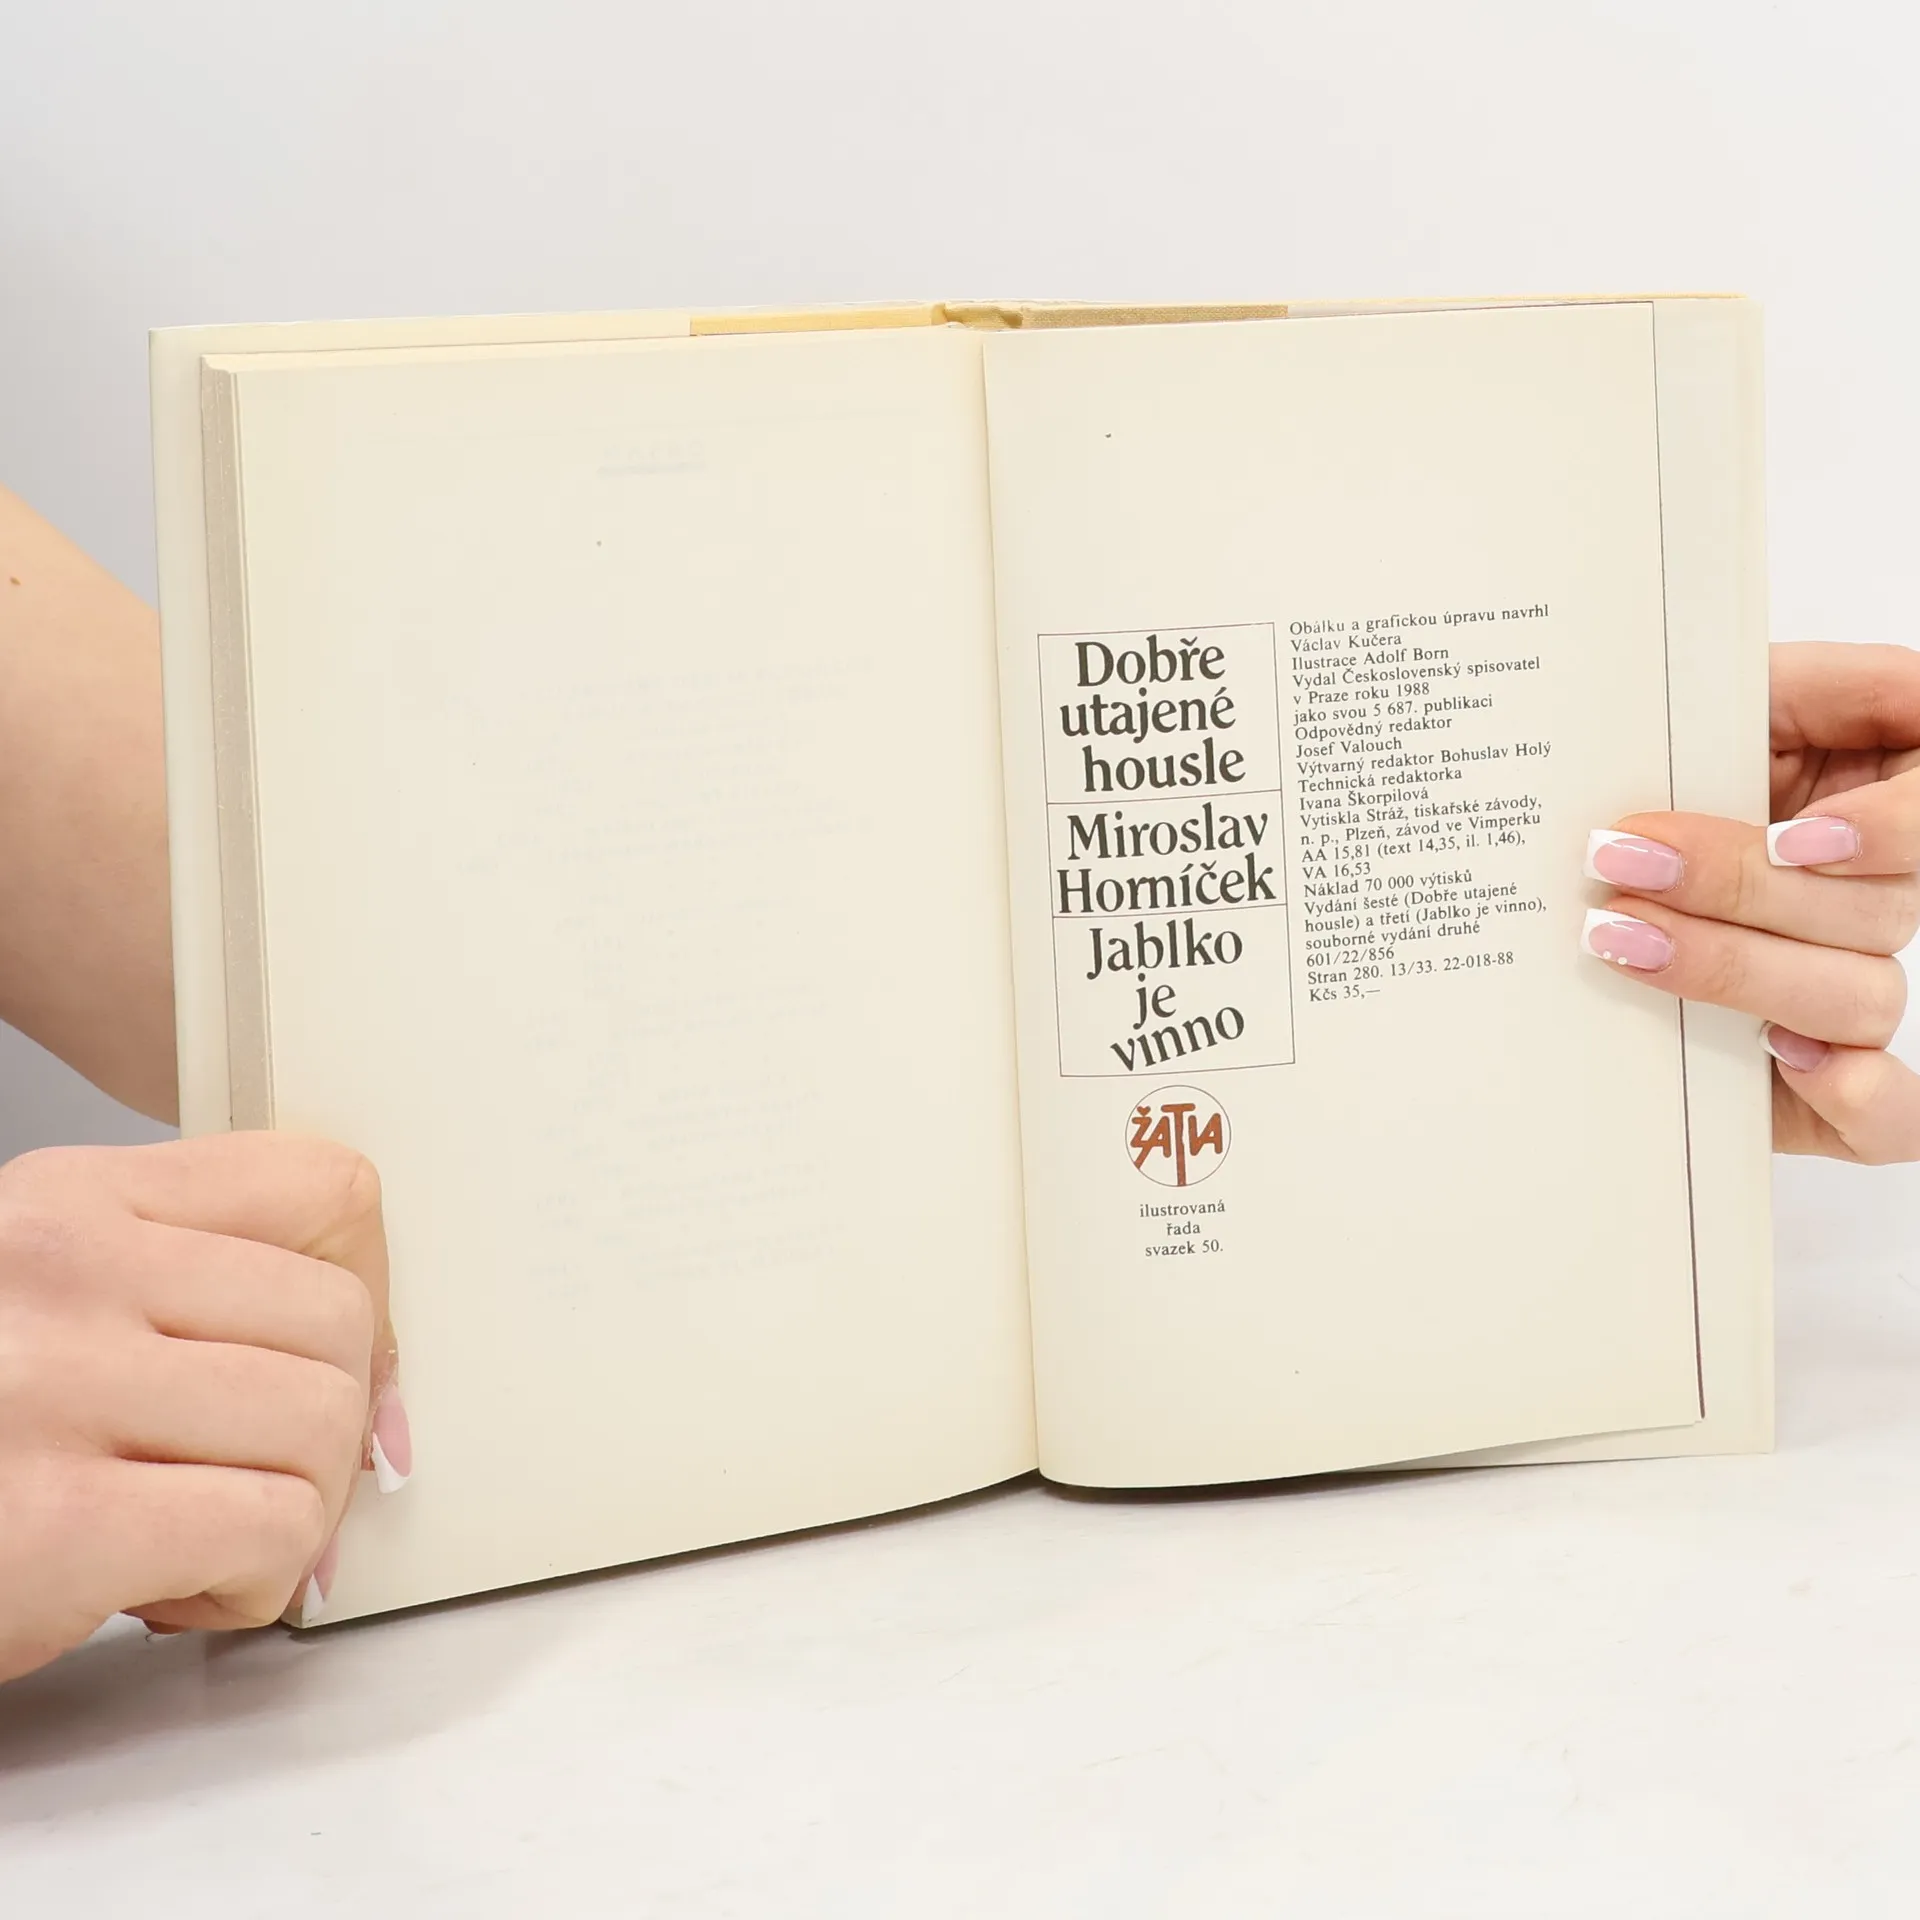 Dobře
utajené
housle
Miroslav
Horníček
Jablko
je
vinno
ŽATVA
ilustrovaná
řada
svazek 50.
Obálku a grafickou úpravu navrhl
Václav Kučera
Ilustrace Adolf Born
Vydal Československý spisovatel
v Praze roku 1988
jako svou 5 687. publikaci
Odpovědný redaktor
Josef Valouch
Výtvarný redaktor Bohuslav Holý
Technická redaktorka
Ivana Škorpilová
Vytiskla Stráž, tiskařské závody,
n. p., Plzeň, závod ve Vimperku
AA 15,81 (text 14,35, il. 1,46),
VA 16,53
Náklad 70 000 výtisků
Vydání šesté (Dobře utajené
housle) a třetí (Jablko je vinno),
souborné vydání druhé
601/22/856
Stran 280. 13/33. 22-018-88
Kčs 35,—